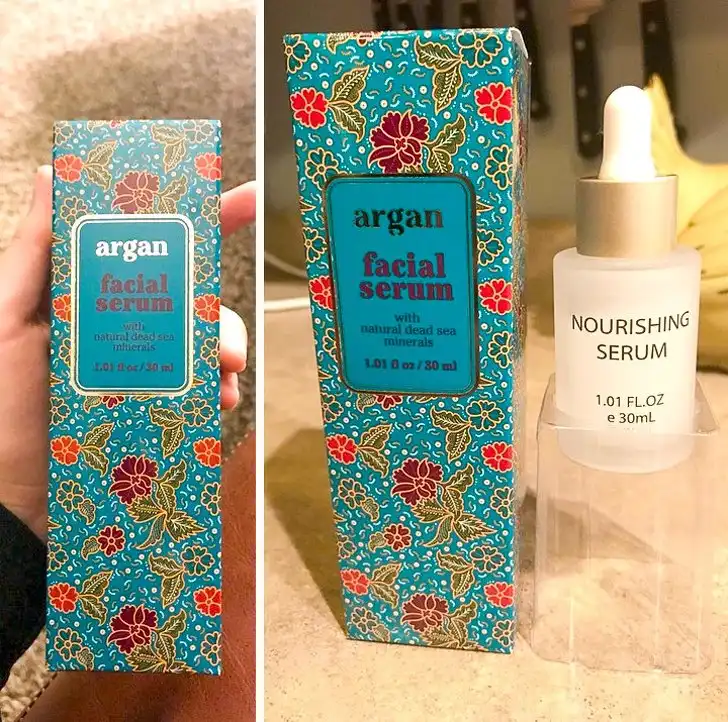 argan
facial
serum
with
natural dead sea
minerals
1.01 fl oz / 30 ml
argan
facial
serum
with
natural dead sea
minerals
1.01 fl oz / 30 ml
NOURISHING
SERUM
1.01 FL.OZ
e 30mL